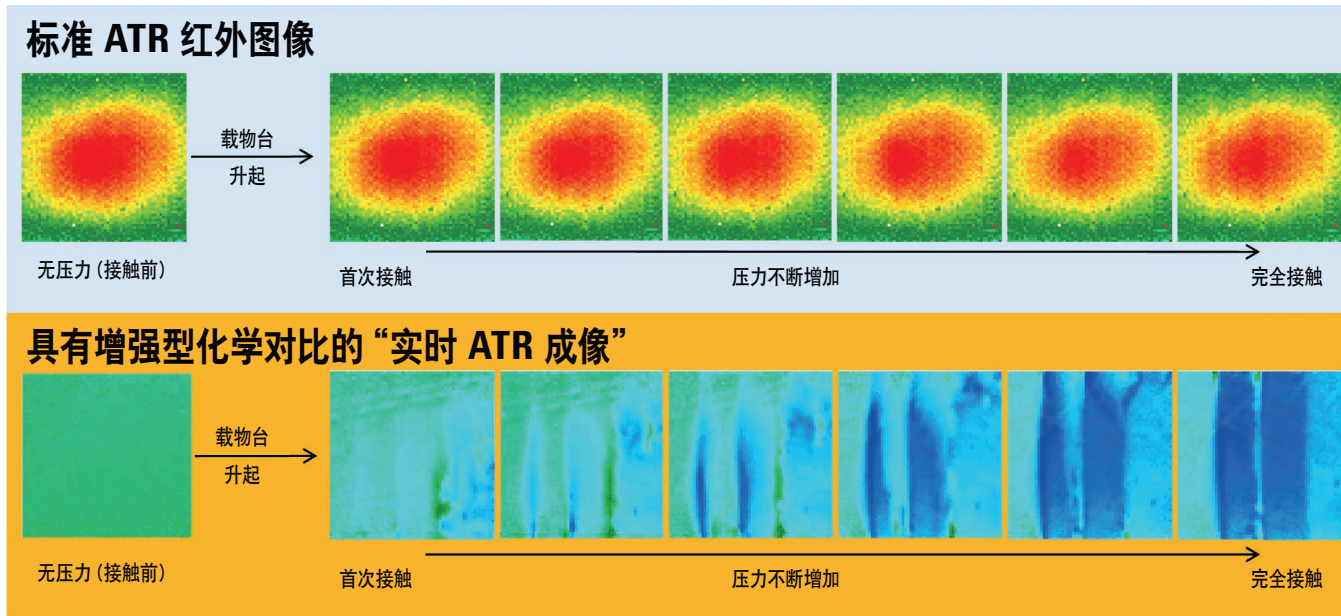 标准 ATR 红外图像
载物台
升起
无压力 (接触前)
首次接触
压力不断增加
完全接触
具有增强型化学对比的 “实时 ATR 成像”
载物台
升起
无压力 (接触前)
首次接触
压力不断增加
完全接触